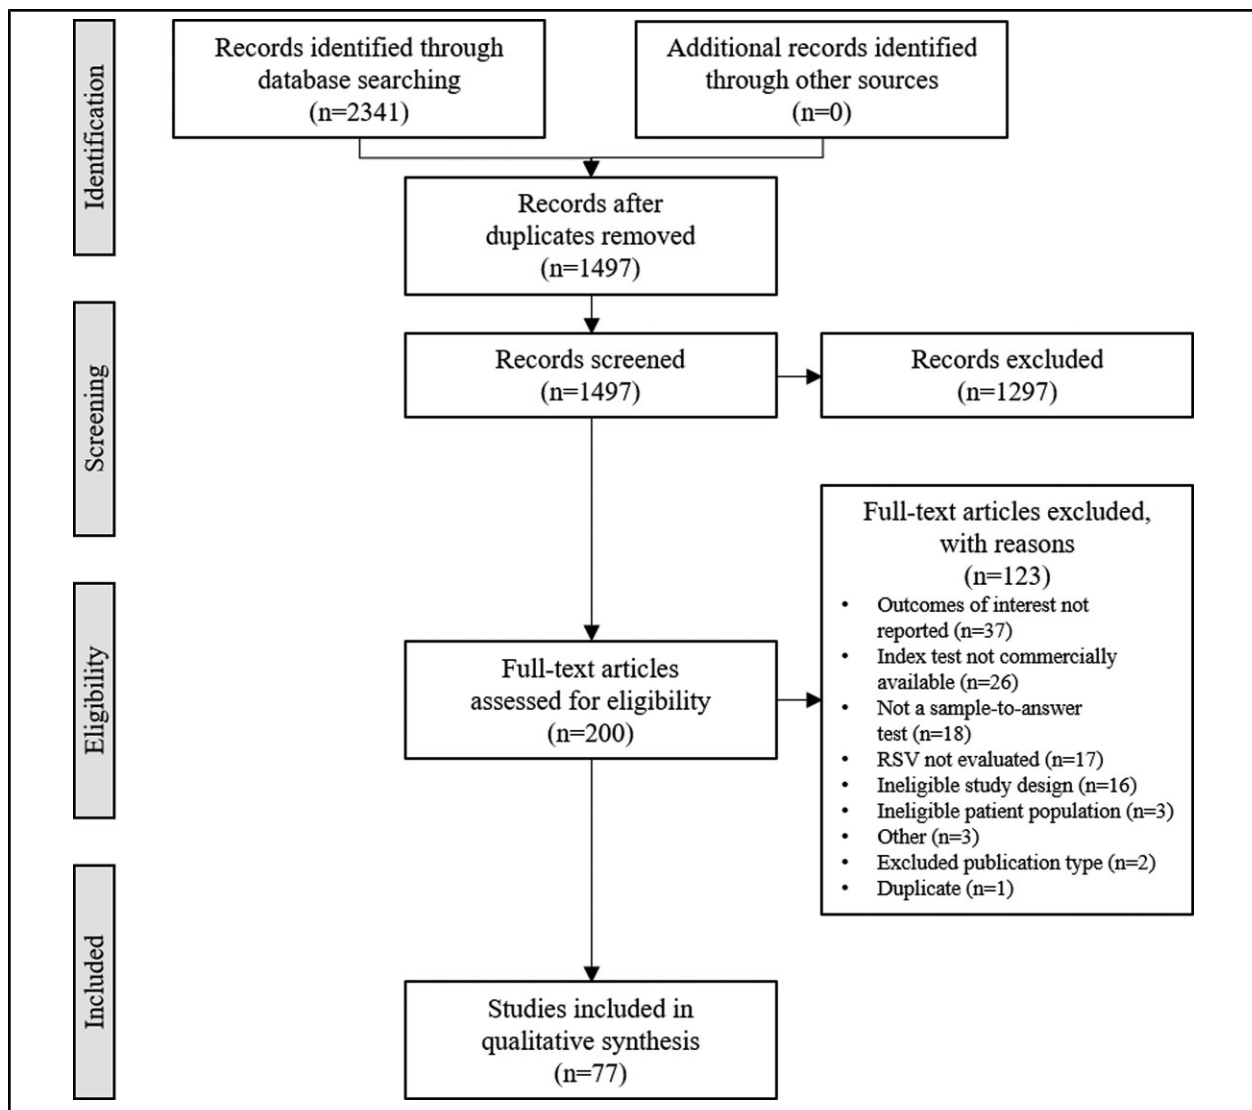 Identification
Records identified through
database searching
(n=2341)
Additional records identified
through other sources
(n=0)
Records after
duplicates removed
(n=1497)
Screening
Records screened
(n=1497)
Records excluded
(n=1297)
Eligibility
Full-text articles
assessed for eligibility
(n=200)
Full-text articles excluded,
with reasons
(n=123)
• Outcomes of interest not
reported (n=37)
• Index test not commercially
available (n=26)
• Not a sample-to-answer
test (n=18)
• RSV not evaluated (n=17)
• Ineligible study design (n=16)
• Ineligible patient population (n=3)
• Other (n=3)
• Excluded publication type (n=2)
• Duplicate (n=1)
Included
Studies included in
qualitative synthesis
(n=77)